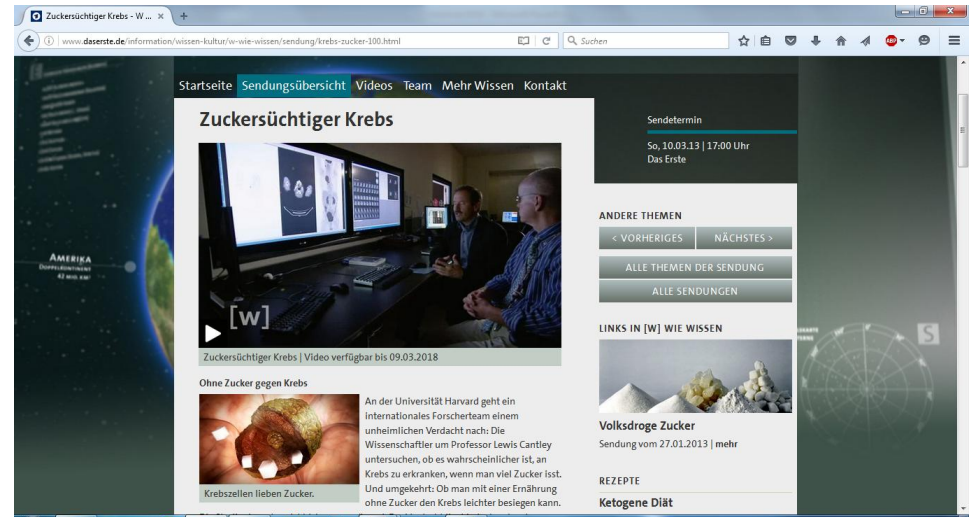 Zuckersüchtiger Krebs - W ...
www.daserste.de/information/wissen-kultur/w-wie-wissen/sendung/krebs-zucker-100.html
Suchen
ABP
Startseite Sendungsübersicht Videos Team Mehr Wissen Kontakt
Zuckersüchtiger Krebs
[w]
Zuckersüchtiger Krebs | Video verfügbar bis 09.03.2018
Ohne Zucker gegen Krebs
Krebszellen lieben Zucker.
An der Universität Harvard geht ein
internationales Forscherteam einem
unheimlichen Verdacht nach: Die
Wissenschaftler um Professor Lewis Cantley
untersuchen, ob es wahrscheinlicher ist, an
Krebs zu erkranken, wenn man viel Zucker isst.
Und umgekehrt: Ob man mit einer Ernährung
ohne Zucker den Krebs leichter besiegen kann.
Sendetermin
So, 10.03.13 | 17:00 Uhr
Das Erste
ANDERE THEMEN
< VORHERIGES
NÄCHSTES >
ALLE THEMEN DER SENDUNG
ALLE SENDUNGEN
LINKS IN [W] WIE WISSEN
Volksdroge Zucker
Sendung vom 27.01.2013 | mehr
REZEPTE
Ketogene Diät
AMERIKA
DOPPELKONTINENT
S